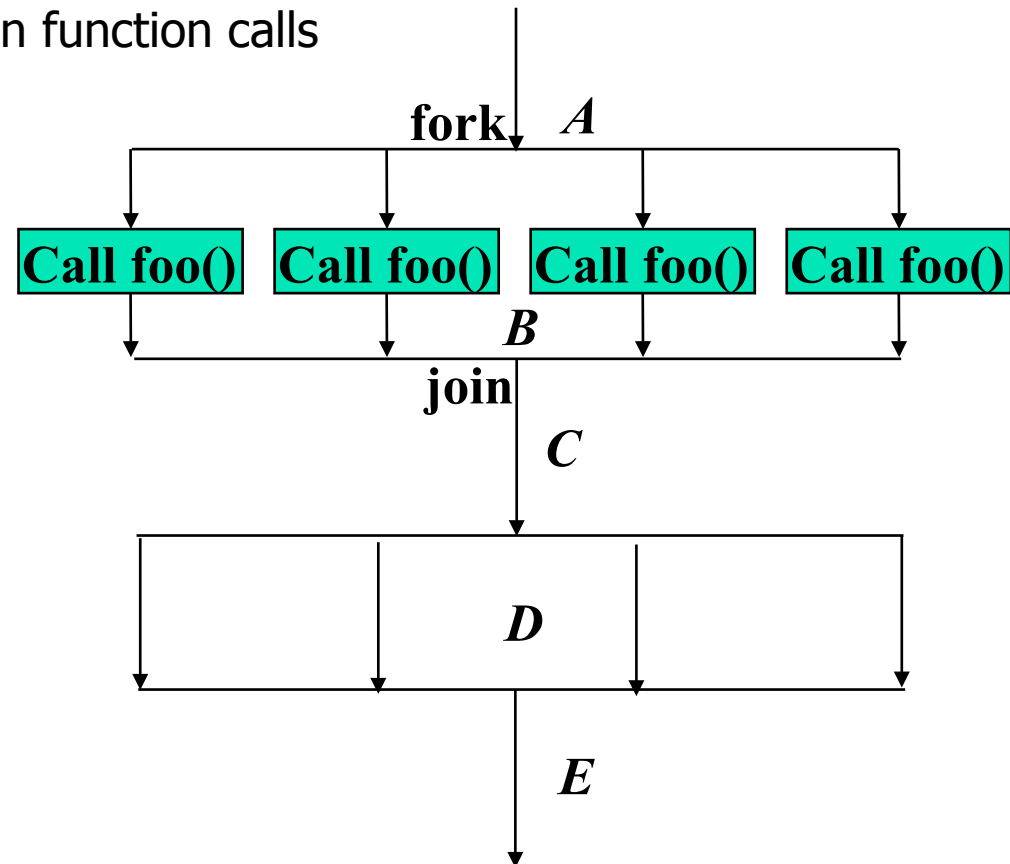 n function calls
fork A
Call foo() Call foo() Call foo() Call foo()
B
join
C
D
E